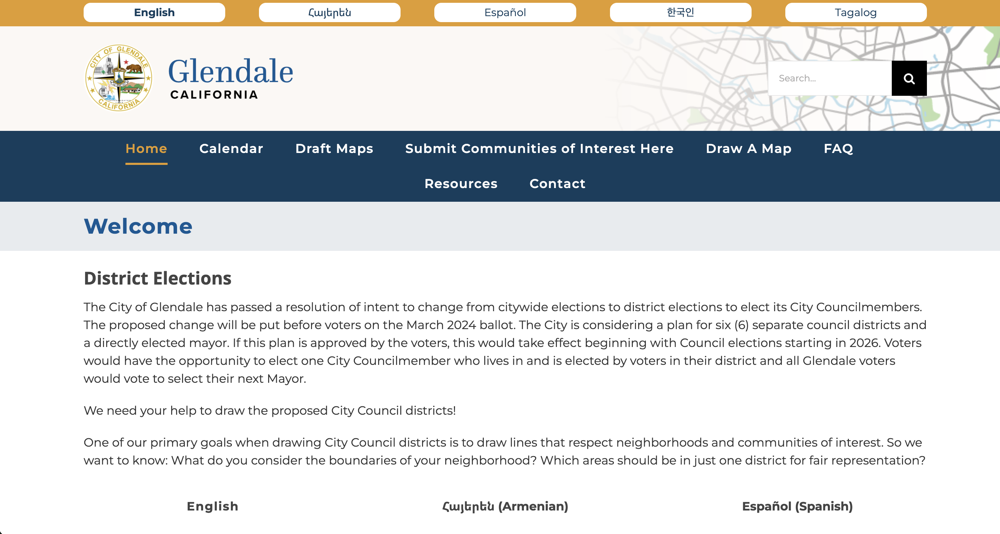 English
Հայերեն
Español
한국인
Tagalog
CITY OF GLENDALE
CALIFORNIA
Glendale
CALIFORNIA
Search...
Home
Calendar
Draft Maps
Submit Communities of Interest Here
Draw A Map
FAQ
Resources
Contact
Welcome
District Elections
The City of Glendale has passed a resolution of intent to change from citywide elections to district elections to elect its City Councilmembers.
The proposed change will be put before voters on the March 2024 ballot. The City is considering a plan for six (6) separate council districts and
a directly elected mayor. If this plan is approved by the voters, this would take effect beginning with Council elections starting in 2026. Voters
would have the opportunity to elect one City Councilmember who lives in and is elected by voters in their district and all Glendale voters
would vote to select their next Mayor.
We need your help to draw the proposed City Council districts!
One of our primary goals when drawing City Council districts is to draw lines that respect neighborhoods and communities of interest. So we
want to know: What do you consider the boundaries of your neighborhood? Which areas should be in just one district for fair representation?
English
Հայերեն (Armenian)
Español (Spanish)